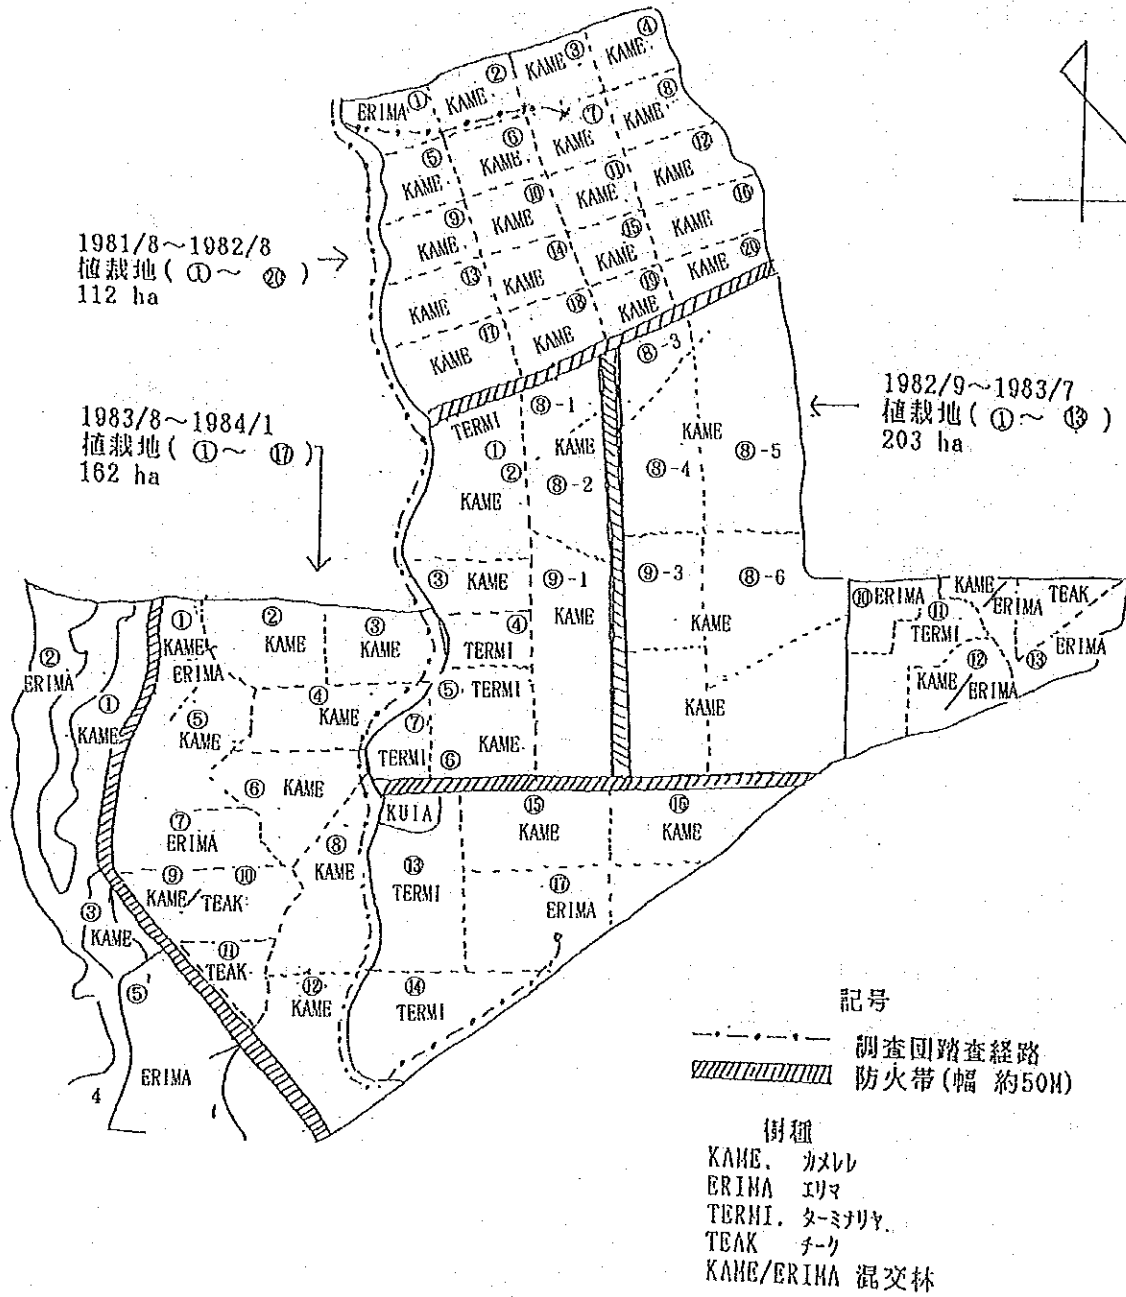 ERIMA ①
KAME ②
KAME ③
KAME ④
KAME ⑤
KAME ⑥
KAME ⑦
KAME ⑧
KAME ⑨
KAME ⑩
KAME ⑪
KAME ⑫
KAME ⑬
KAME ⑭
KAME ⑮
KAME ⑯
KAME ⑰
KAME ⑱
KAME ⑲
KAME ⑳
1981/8～1982/8
植栽地(①～⑳)
112 ha
1982/9～1983/7
植栽地(①～⑬)
203 ha
1983/8～1984/1
植栽地(①～⑰)
162 ha
TERMI
①
⑧-1
KAME
⑧-2
②
KAME
⑧-3
KAME
⑧-4
⑧-5
③ KAME
⑨-1
KAME
⑨-3
⑧-6
KAME
KAME
④
TERMI
⑤ TERMI
⑥ KAME
⑦
TERMI
⑩ ERIMA
⑪
TERMI
KAME
ERIMA
TEAK
ERIMA
⑬
KAME
⑫
ERIMA
②
ERIMA
①
KAME
③
KAME
⑤
ERIMA
4
①
KAME
ERIMA
②
KAME
③
KAME
④
KAME
⑤
KAME
⑥ KAME
⑦
ERIMA
⑧
KAME
⑨
KAME
⑩
TEAK
⑪
TEAK
⑫
KAME
KUIA
⑬
TERMI
⑭
TERMI
⑮
KAME
⑯
KAME
⑰
ERIMA
記号
調査団踏査経路
防火帯(幅 約50M)
樹種
KAME. カメレレ
ERIMA エリマ
TERMI. ターミナリヤ.
TEAK チーク
KAME/ERIMA 混交林